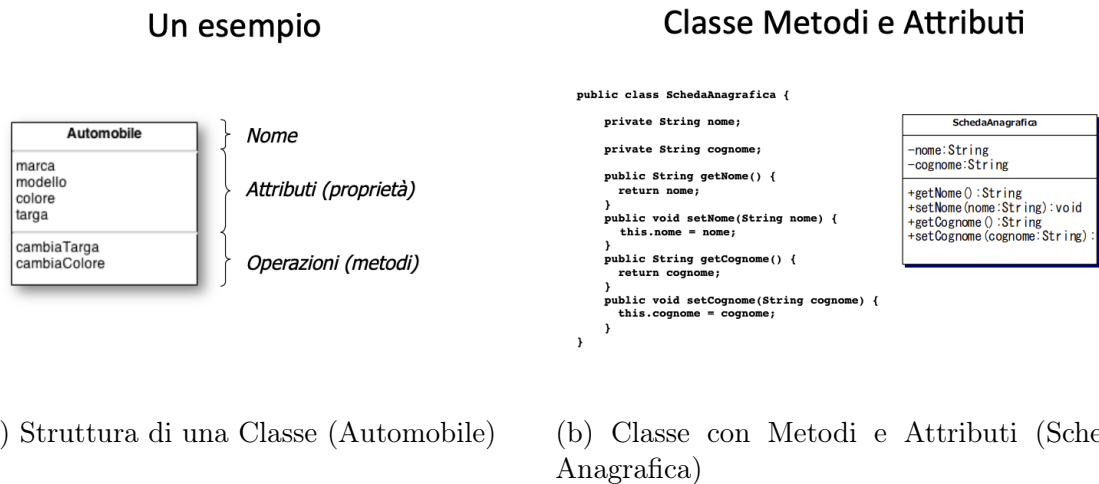 Un esempio
Automobile
marca
modello
colore
targa
cambiaTarga
cambiaColore
Nome
Attributi (proprietà)
Operazioni (metodi)
) Struttura di una Classe (Automobile)
Classe Metodi e Attributi
public class SchedaAnagrafica {
private String nome;
private String cognome;
public String getNome() {
return nome;
}
public void setNome(String nome) {
this.nome = nome;
}
public String getCognome() {
return cognome;
}
public void setCognome(String cognome) {
this.cognome = cognome;
}
}
SchedaAnagrafica
-nome:String
-cognome:String
+getNome():String
+setNome(nome:String):void
+getCognome():String
+setCognome(cognome:String):
(b) Classe con Metodi e Attributi (Sche
Anagrafica)